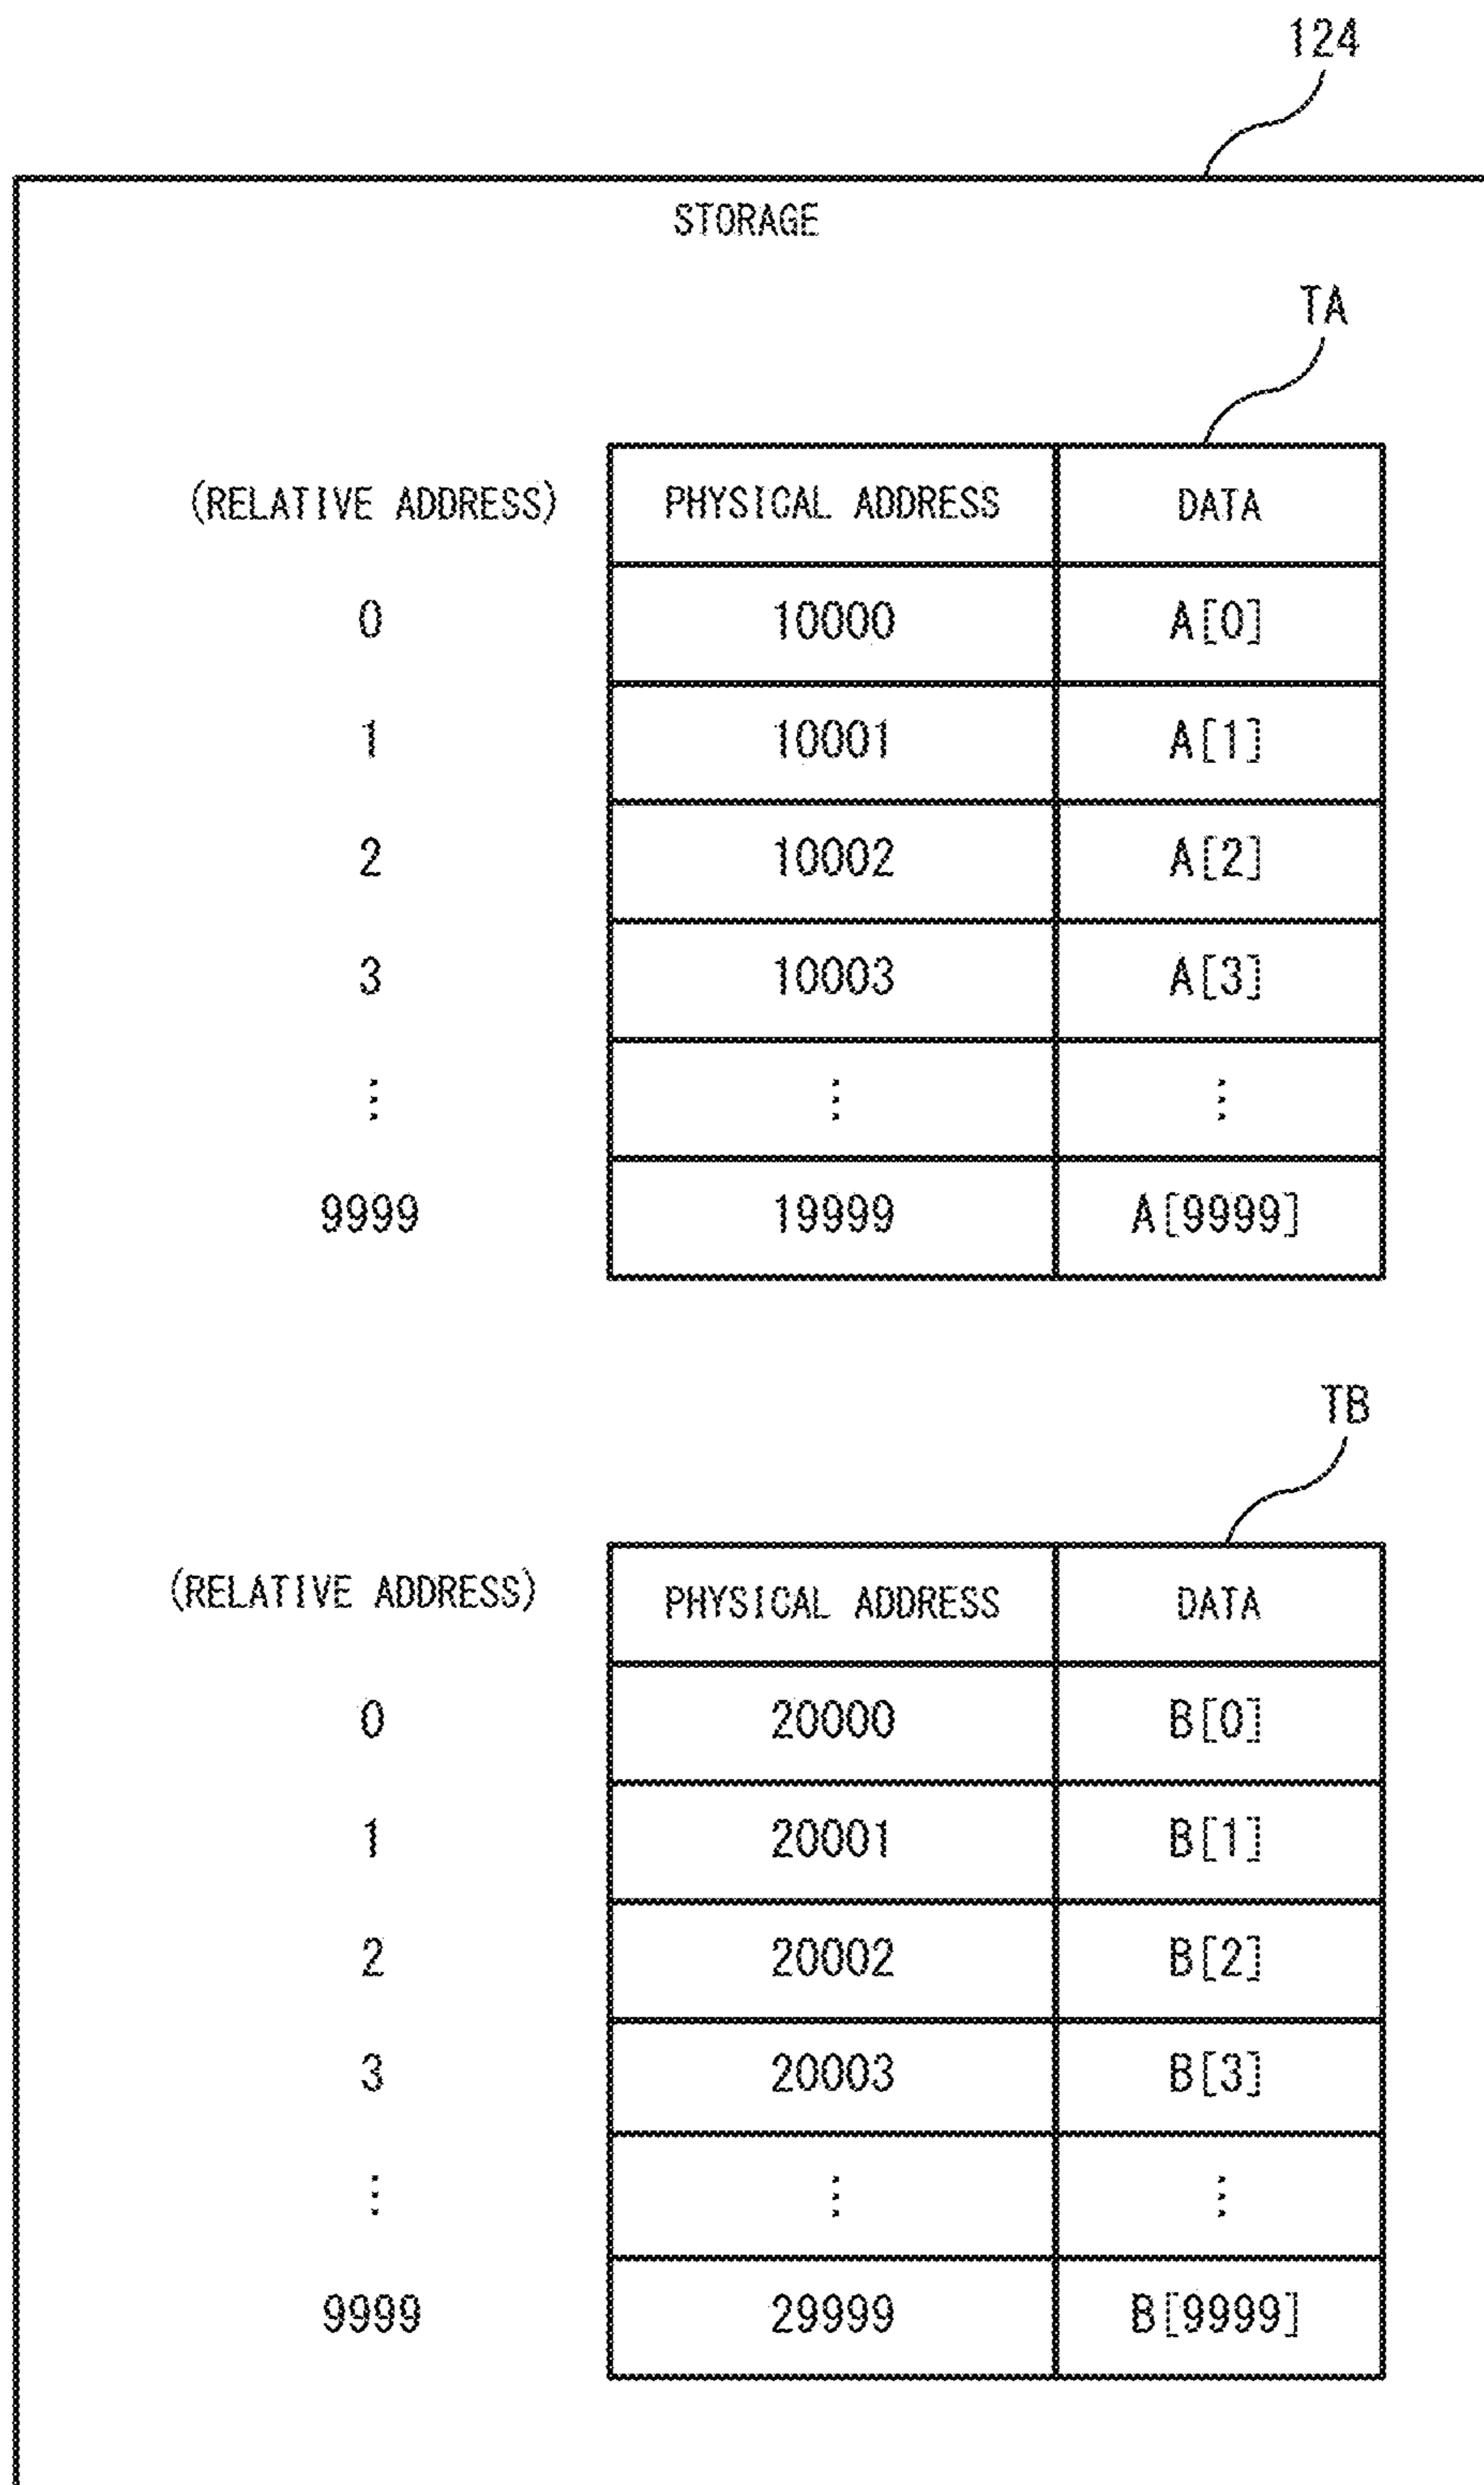 124
STORAGE
TA
(RELATIVE ADDRESS) PHYSICAL ADDRESS DATA
0 10000 A[0]
1 10001 A[1]
2 10002 A[2]
3 10003 A[3]
⋮ ⋮ ⋮
9999 19999 A[9999]
TB
(RELATIVE ADDRESS) PHYSICAL ADDRESS DATA
0 20000 B[0]
1 20001 B[1]
2 20002 B[2]
3 20003 B[3]
⋮ ⋮ ⋮
9999 29999 B[9999]